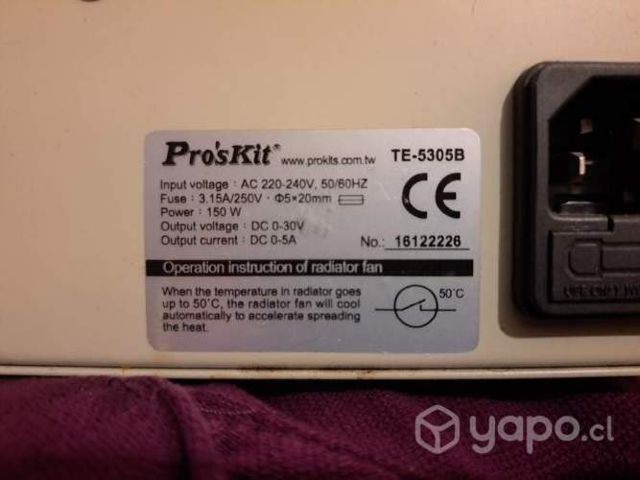 Pro'sKit® www.prokits.com.tw TE-5305B
Input voltage : AC 220-240V, 50/60HZ
Fuse : 3.15A/250V · Φ5×20mm
Power : 150 W
Output voltage : DC 0-30V
Output current : DC 0-5A
CE
No.: 16122226
Operation instruction of radiator fan
When the temperature in radiator goes
up to 50°C, the radiator fan will cool
automatically to accelerate spreading
the heat.
50°C
USE ONLY
yapo.cl